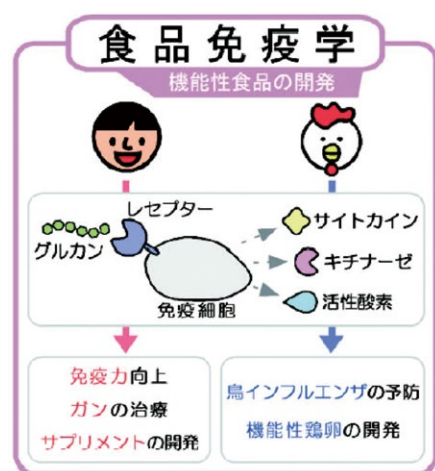 食品免疫学
機能性食品の開発
レセプター
グルカン
免疫細胞
サイトカイン
キチナーゼ
活性酸素
免疫力向上
ガンの治療
サプリメントの開発
鳥インフルエンザの予防
機能性鶏卵の開発